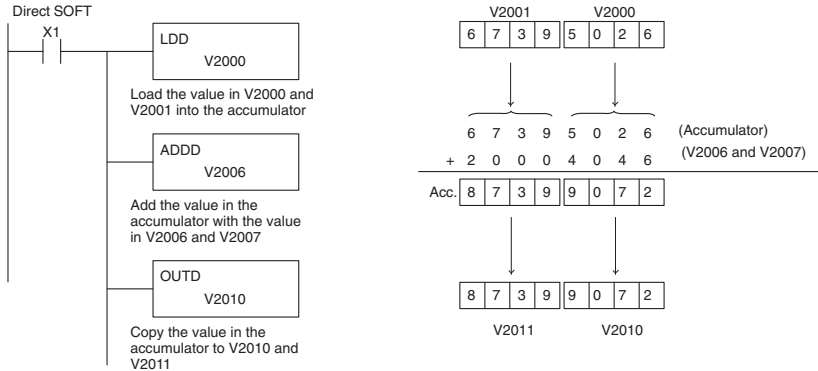 Direct SOFT
X1
LDD
V2000
Load the value in V2000 and
V2001 into the accumulator
ADDD
V2006
Add the value in the
accumulator with the value
in V2006 and V2007
OUTD
V2010
Copy the value in the
accumulator to V2010 and
V2011
V2001 V2000
6 7 3 9 5 0 2 6
6 7 3 9 5 0 2 6 (Accumulator)
+ 2 0 0 0 4 0 4 6 (V2006 and V2007)
Acc. 8 7 3 9 9 0 7 2
8 7 3 9 9 0 7 2
V2011 V2010